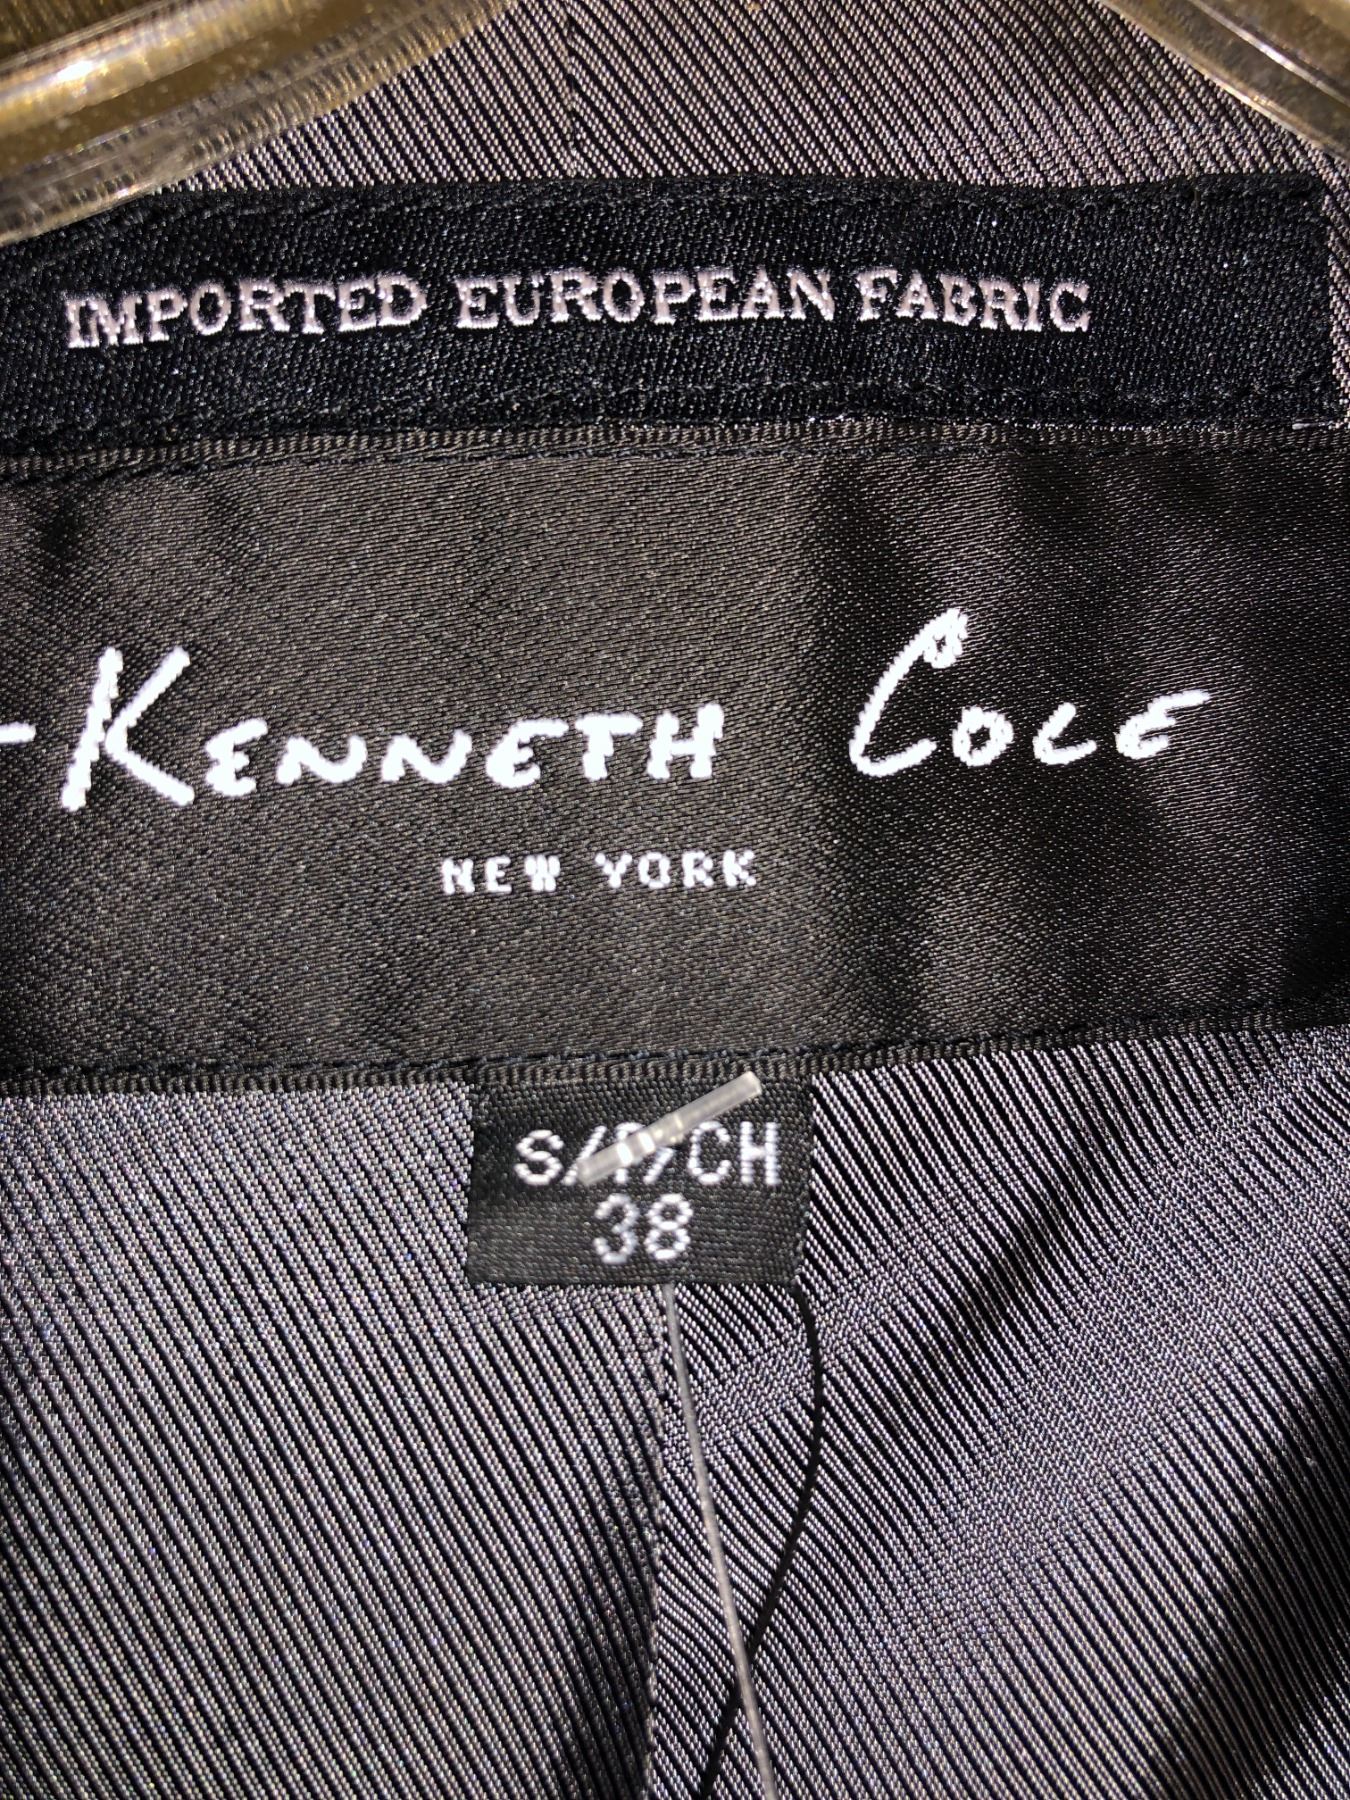 IMPORTED EUROPEAN FABRIC
KENNETH COLE
NEW YORK
S/P/CH
38